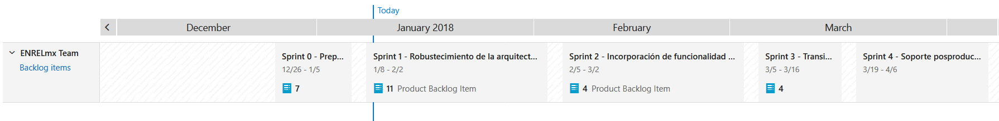 Today
December
January 2018
February
March
ENRELmx Team
Backlog items
Sprint 0 - Prep...
12/26 - 1/5
7
Sprint 1 - Robustecimiento de la arquitect...
1/8 - 2/2
11 Product Backlog Item
Sprint 2 - Incorporación de funcionalidad ...
2/5 - 3/2
4 Product Backlog Item
Sprint 3 - Transi...
3/5 - 3/16
4
Sprint 4 - Soporte posproduc...
3/19 - 4/6